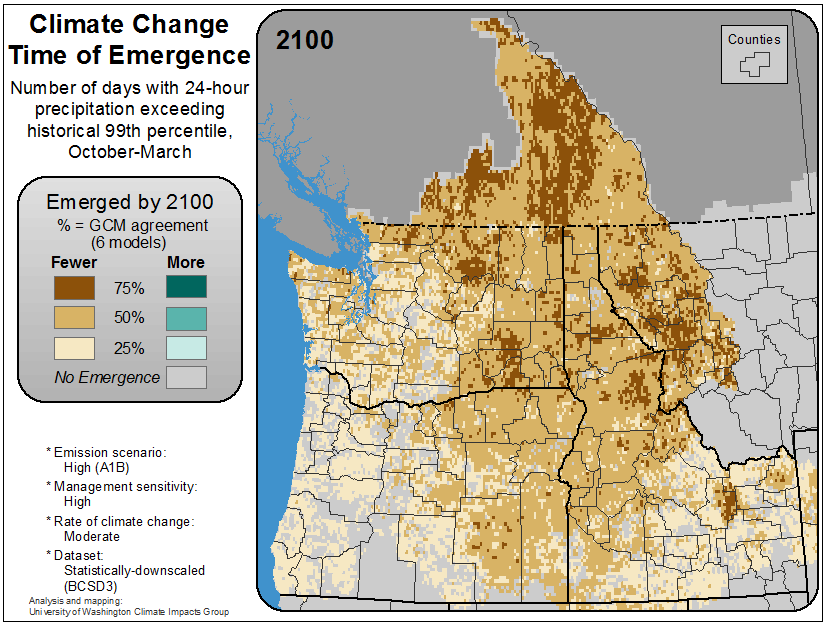 Climate Change
Time of Emergence
Number of days with 24-hour
precipitation exceeding
historical 99th percentile,
October-March
Emerged by 2100
% = GCM agreement
(6 models)
Fewer More
75%
50%
25%
No Emergence
* Emission scenario:
High (A1B)
* Management sensitivity:
High
* Rate of climate change:
Moderate
* Dataset:
Statistically-downscaled
(BCSD3)
Analysis and mapping:
University of Washington Climate Impacts Group
2100
Counties